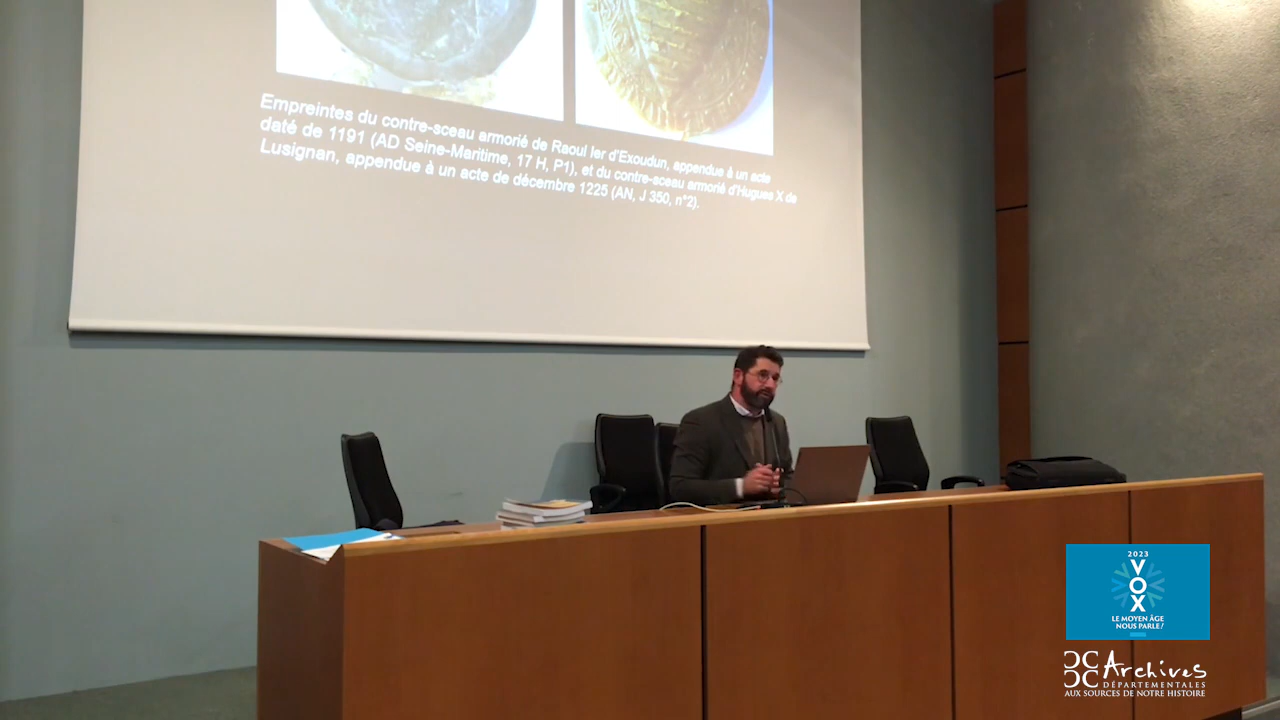 Empreintes du contre-sceau armorié de Raoul Ier d'Exoudun, appendue à un acte
daté de 1191 (AD Seine-Maritime, 17 H, P1), et du contre-sceau armorié d'Hugues X de
Lusignan, appendue à un acte de décembre 1225 (AN, J 350, n°2).
2023
VOX
LE MOYEN ÂGE
NOUS PARLE !
Archives
DÉPARTEMENTALES
AUX SOURCES DE NOTRE HISTOIRE